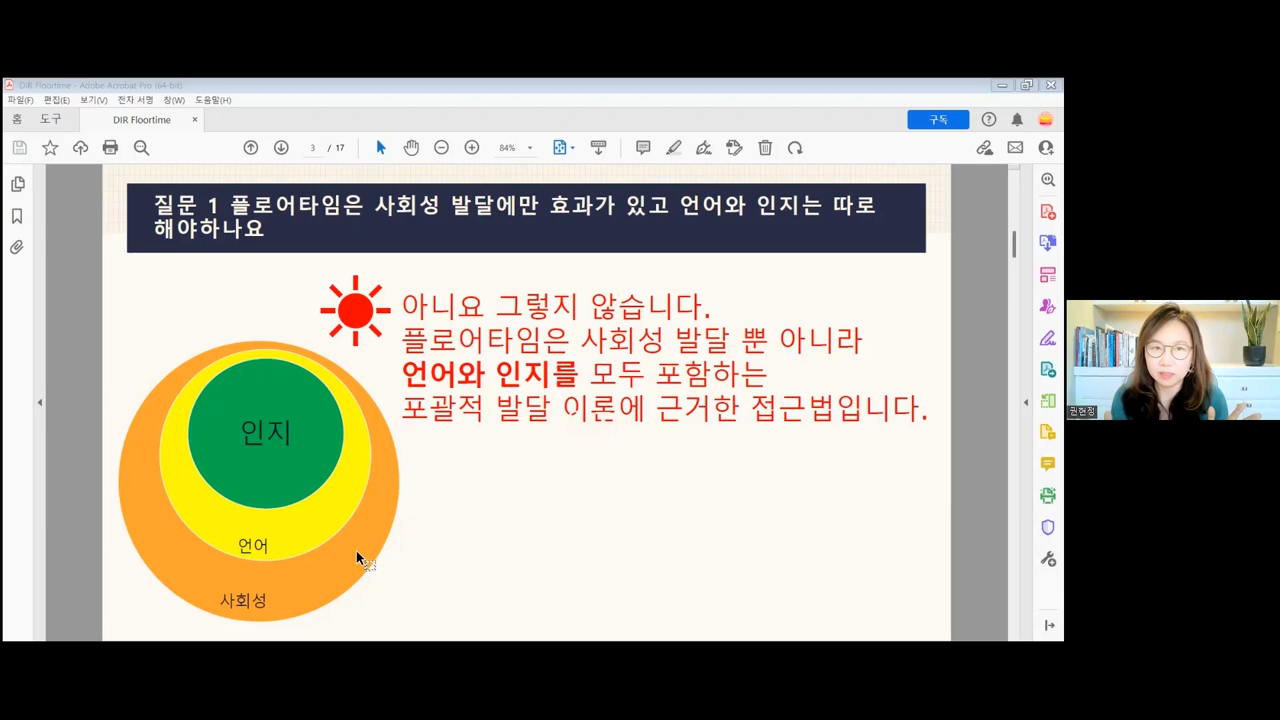 DIR Floortime - Adobe Acrobat Pro (64-bit)
파일(F) 편집(E) 보기(V) 전자 서명 창(W) 도움말(H)
홈 도구 DIR Floortime × 구독
3 / 17 84%
질문 1 플로어타임은 사회성 발달에만 효과가 있고 언어와 인지는 따로
해야하나요
아니요 그렇지 않습니다.
플로어타임은 사회성 발달 뿐 아니라
언어와 인지를 모두 포함하는
포괄적 발달 이론에 근거한 접근법입니다.
인지
언어
사회성
권현정